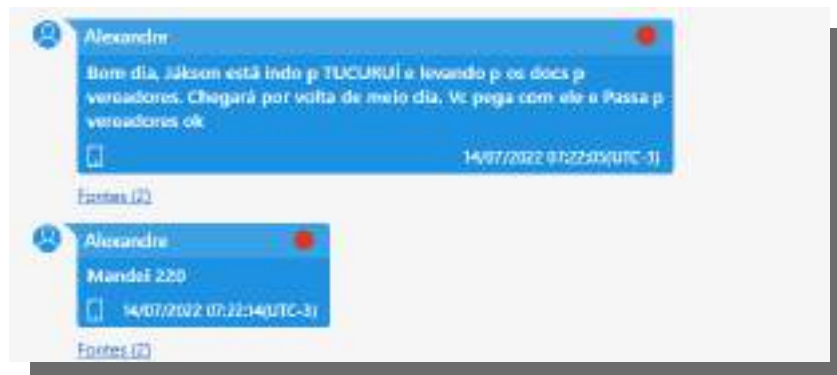 Alexandre
Bom dia, Jákson está indo p TUCURUÍ e levando p os docs p
vereadores. Chegará por volta de meio dia. Vc pega com ele e Passa p
vereadores ok
14/07/2022 07:22:05(UTC-3)
Fontes (2)
Alexandre
Mandei 220
14/07/2022 07:22:14(UTC-3)
Fontes (2)